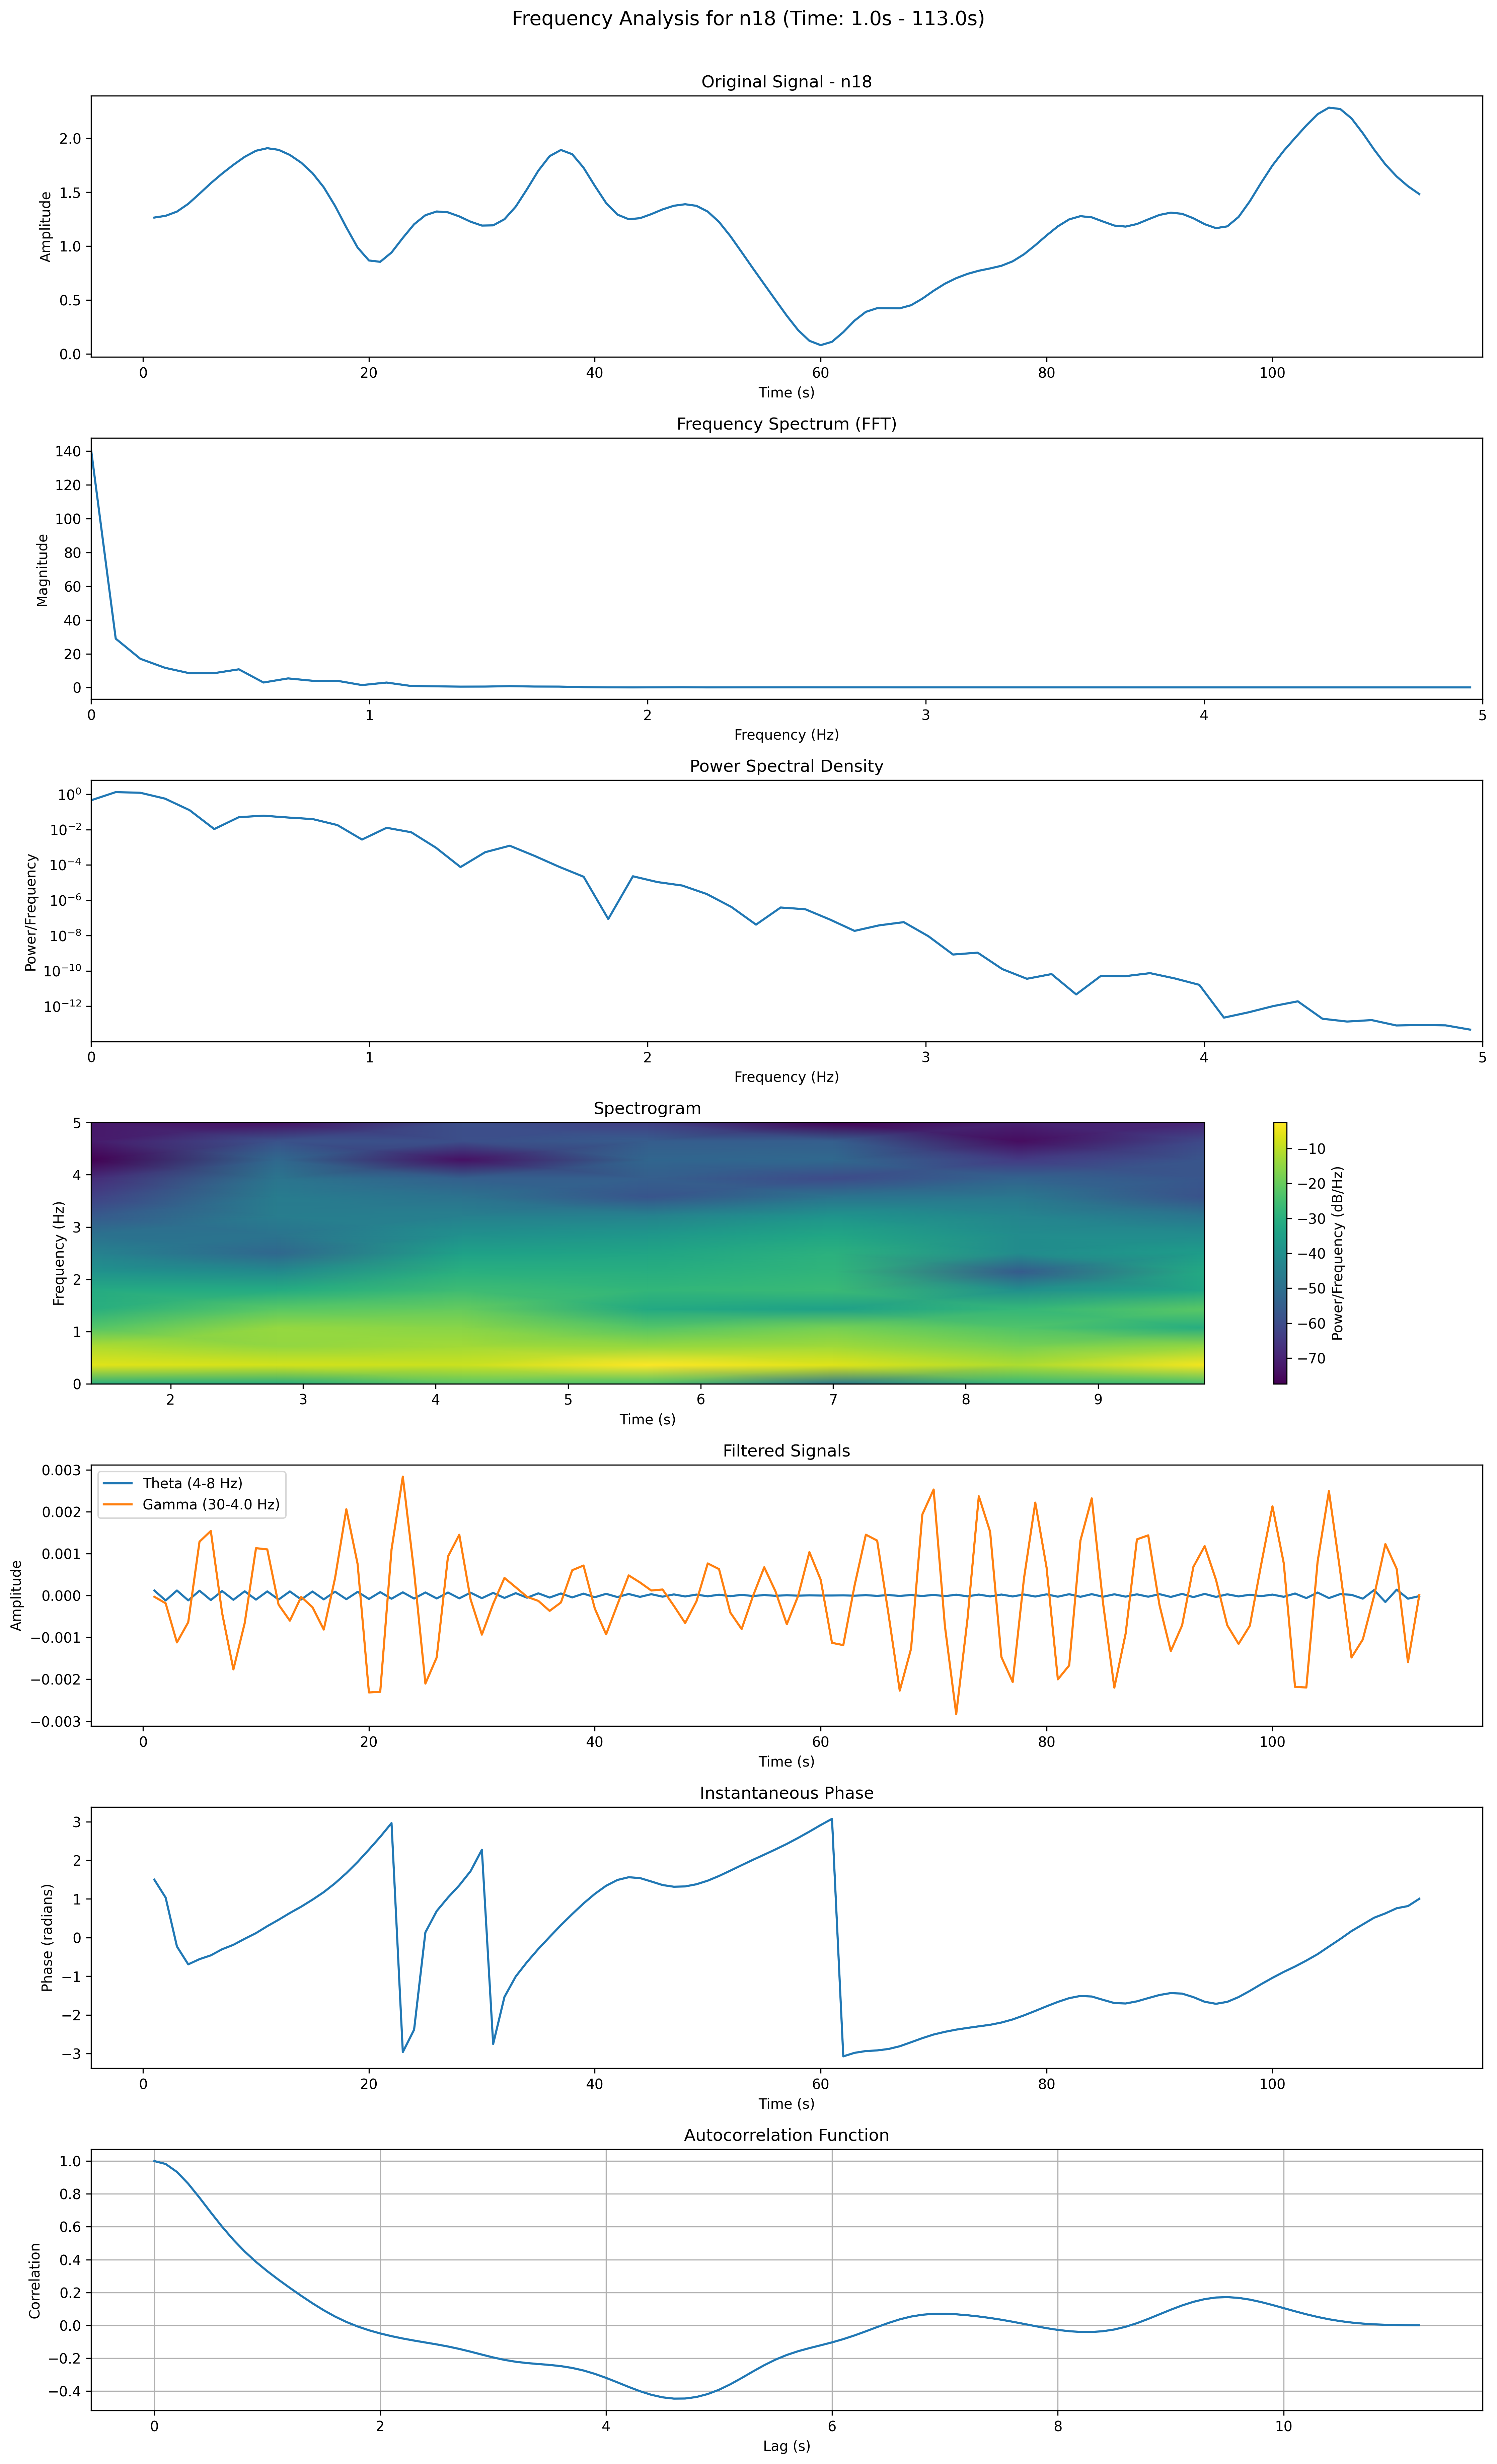 Frequency Analysis for n18 (Time: 1.0s - 113.0s)
Original Signal - n18
Amplitude
2.0
1.5
1.0
0.5
0.0
0 20 40 60 80 100
Time (s)
Frequency Spectrum (FFT)
Magnitude
140
120
100
80
60
40
20
0
0 1 2 3 4 5
Frequency (Hz)
Power Spectral Density
Power/Frequency
10⁰
10⁻²
10⁻⁴
10⁻⁶
10⁻⁸
10⁻¹⁰
10⁻¹²
0 1 2 3 4 5
Frequency (Hz)
Spectrogram
Frequency (Hz)
5
4
3
2
1
0
2 3 4 5 6 7 8 9
Time (s)
−10
−20
−30
−40
−50
−60
−70
Power/Frequency (dB/Hz)
Filtered Signals
Theta (4-8 Hz)
Gamma (30-4.0 Hz)
Amplitude
0.003
0.002
0.001
0.000
−0.001
−0.002
−0.003
0 20 40 60 80 100
Time (s)
Instantaneous Phase
Phase (radians)
3
2
1
0
−1
−2
−3
0 20 40 60 80 100
Time (s)
Autocorrelation Function
Correlation
1.0
0.8
0.6
0.4
0.2
0.0
−0.2
−0.4
0 2 4 6 8 10
Lag (s)